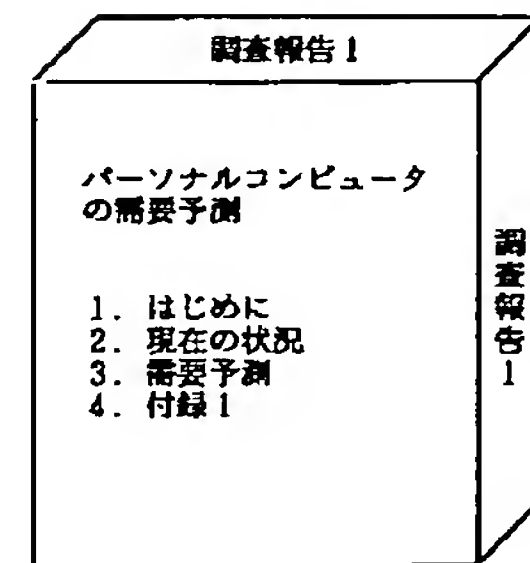 調査報告1
パーソナルコンピュータ
の需要予測
1. はじめに
2. 現在の状況
3. 需要予測
4. 付録1
調査報告1